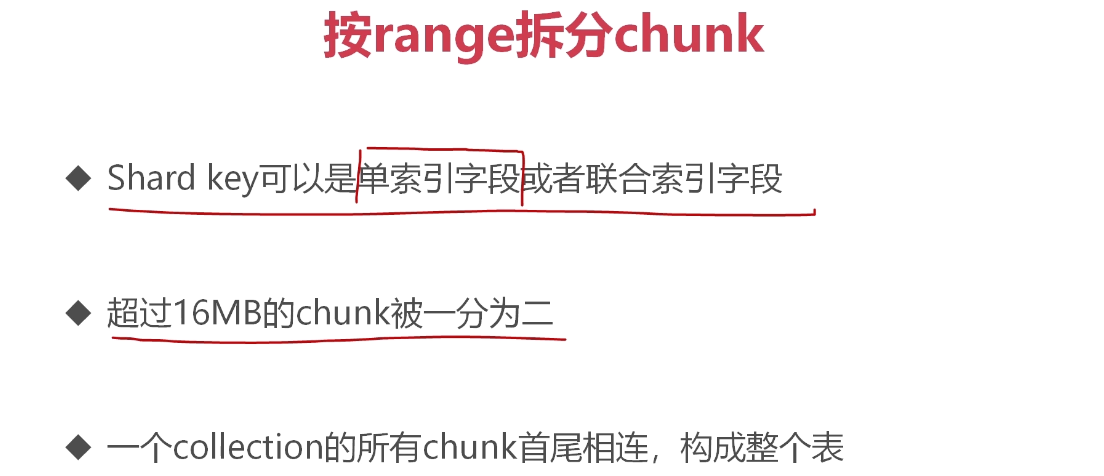 按range拆分chunk
◆ Shard key可以是单索引字段或者联合索引字段
◆ 超过16MB的chunk被一分为二
◆ 一个collection的所有chunk首尾相连，构成整个表